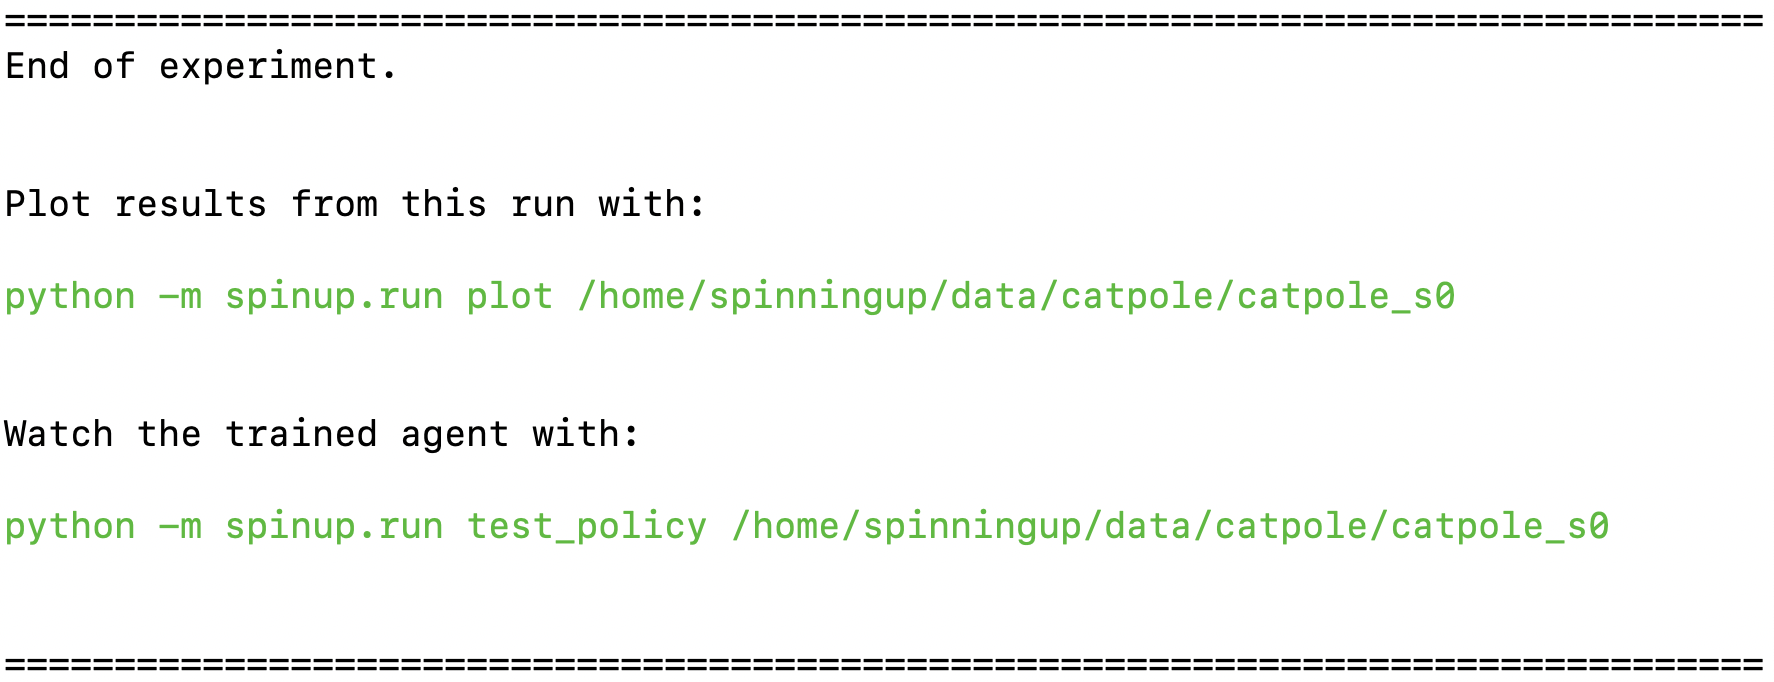 ================================================================================
End of experiment.
Plot results from this run with:
python -m spinup.run plot /home/spinningup/data/catpole/catpole_s0
Watch the trained agent with:
python -m spinup.run test_policy /home/spinningup/data/catpole/catpole_s0
================================================================================